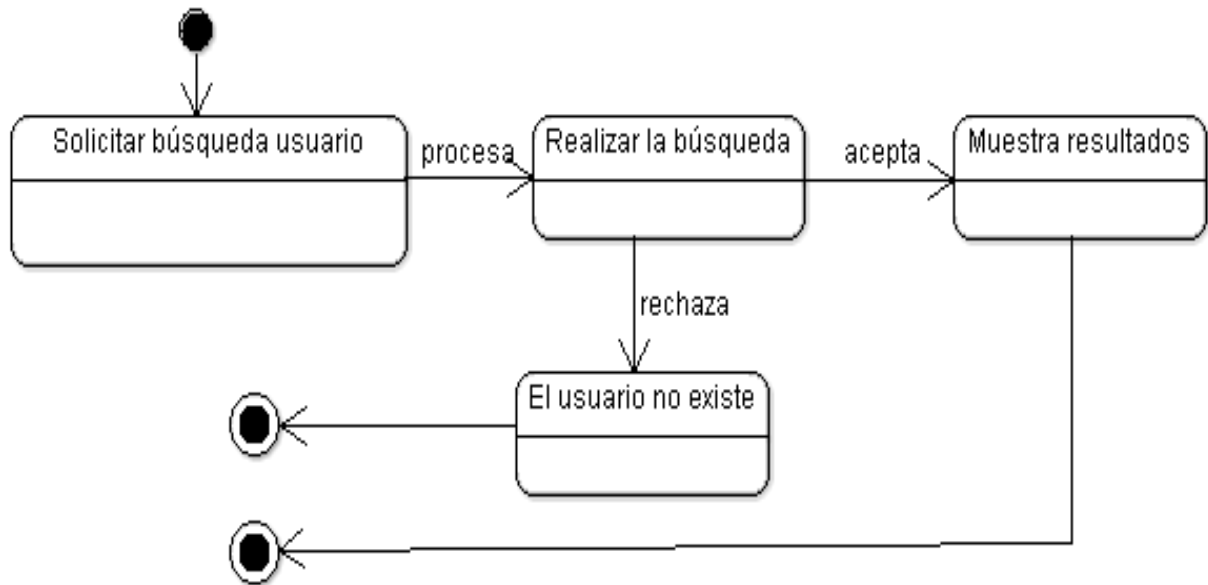 Solicitar búsqueda usuario
procesa
Realizar la búsqueda
acepta
Muestra resultados
rechaza
El usuario no existe